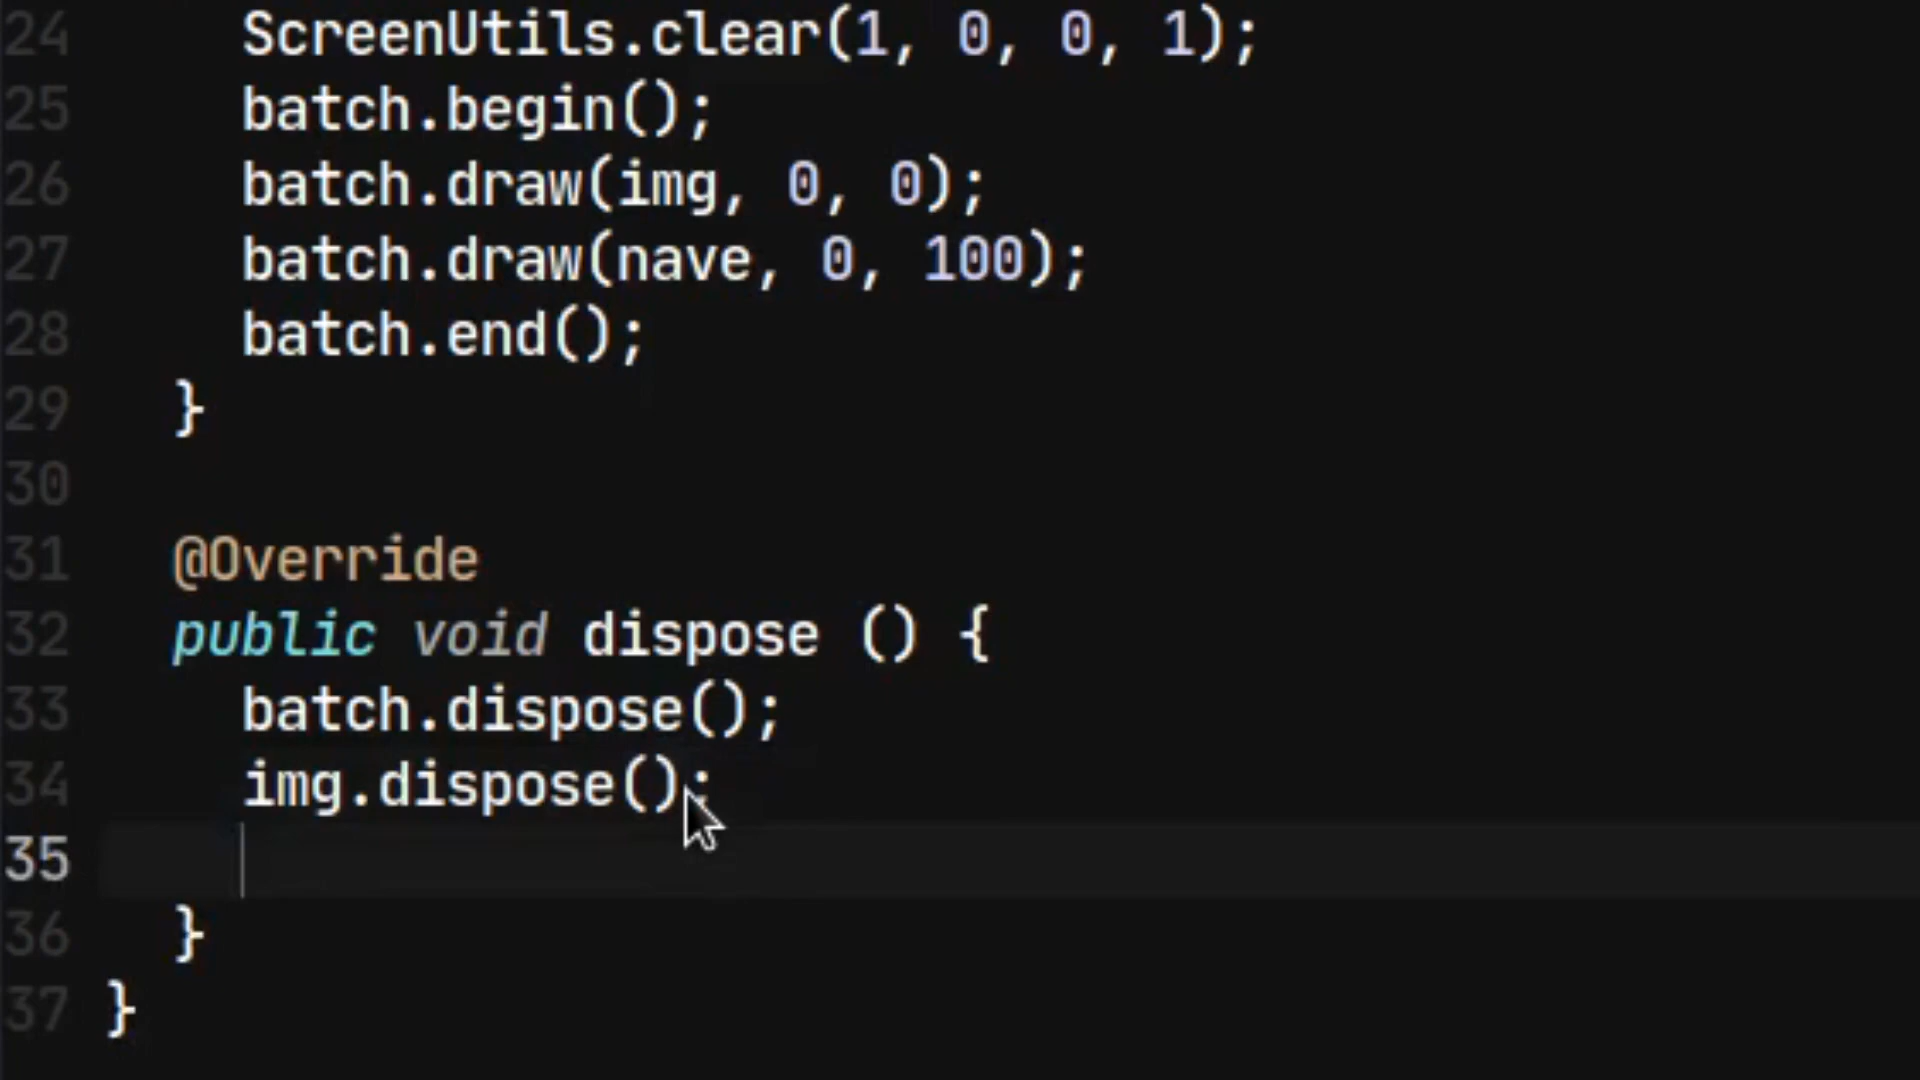 24 ScreenUtils.clear(1, 0, 0, 1);
25 batch.begin();
26 batch.draw(img, 0, 0);
27 batch.draw(nave, 0, 100);
28 batch.end();
29 }
30
31 @Override
32 public void dispose () {
33 batch.dispose();
34 img.dispose();
35
36 }
37 }